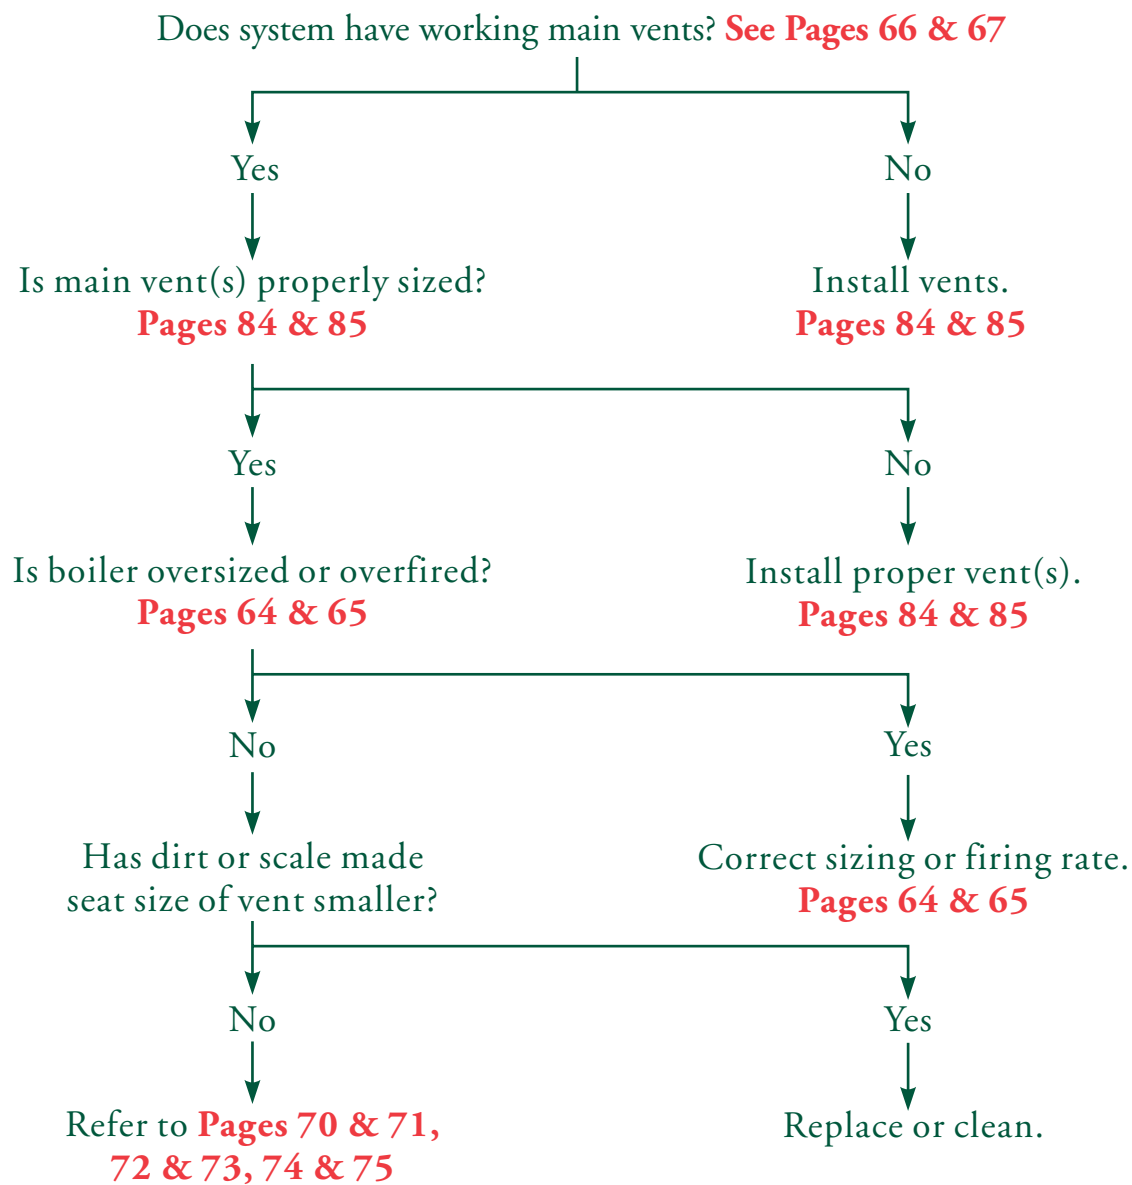 Does system have working main vents? See Pages 66 & 67
Yes
No
Is main vent(s) properly sized?
Pages 84 & 85
Install vents.
Pages 84 & 85
Yes
No
Is boiler oversized or overfired?
Pages 64 & 65
Install proper vent(s).
Pages 84 & 85
No
Yes
Has dirt or scale made
seat size of vent smaller?
Correct sizing or firing rate.
Pages 64 & 65
No
Yes
Refer to Pages 70 & 71,
72 & 73, 74 & 75
Replace or clean.